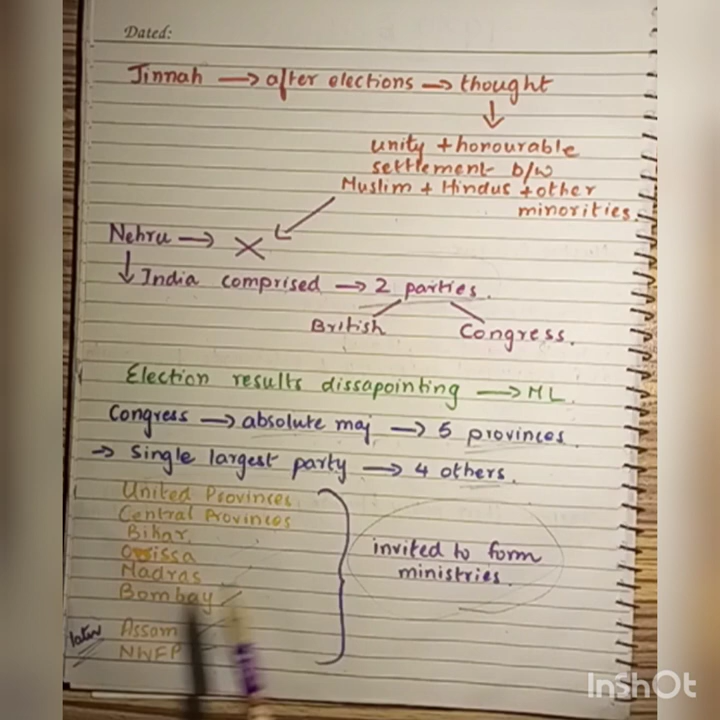 Dated:
Jinnah → after elections → thought
↓
unity + honourable
settlement b/w
Muslim + Hindus + other
minorities.
Nehru → ×
↓ India comprised → 2 parties.
British
Congress.
Election results dissapointing → ML.
Congress → absolute maj → 5 provinces.
→ Single largest party → 4 others.
United Provinces
Central Provinces
Bihar
Orissa
Madras
Bombay
invited to form
ministries.
later Assam
NWFP
InShOt